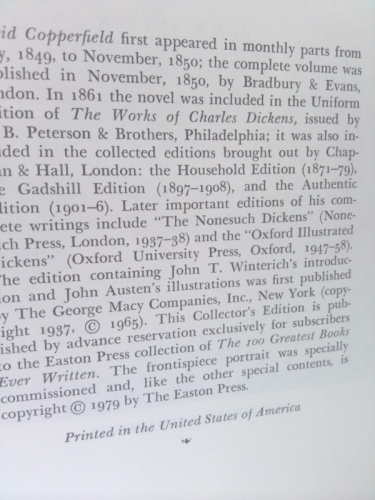 id Copperfield first appeared in monthly parts from
y, 1849, to November, 1850; the complete volume was
lished in November, 1850, by Bradbury & Evans,
ndon. In 1861 the novel was included in the Uniform
ition of The Works of Charles Dickens, issued by
B. Peterson & Brothers, Philadelphia; it was also in-
uded in the collected editions brought out by Chap-
n & Hall, London: the Household Edition (1871-79),
e Gadshill Edition (1897-1908), and the Authentic
dition (1901-6). Later important editions of his com-
ete writings include "The Nonesuch Dickens" (None-
ch Press, London, 1937-38) and the "Oxford Illustrated
ickens" (Oxford University Press, Oxford, 1947-58).
he edition containing John T. Winterich's introduc-
on and John Austen's illustrations was first published
y The George Macy Companies, Inc., New York (copy-
ight 1937, © 1965). This Collector's Edition is pub-
ished by advance reservation exclusively for subscribers
to the Easton Press collection of The 100 Greatest Books
Ever Written. The frontispiece portrait was specially
commissioned and, like the other special contents, is
copyright © 1979 by The Easton Press.
Printed in the United States of America